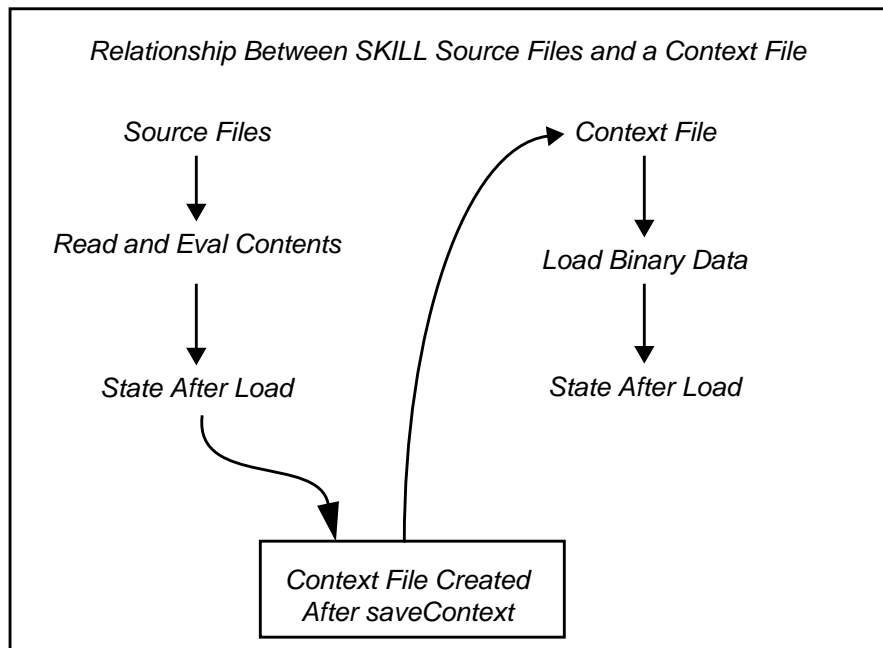 Relationship Between SKILL Source Files and a Context File
Source Files
Read and Eval Contents
State After Load
Context File Created
After saveContext
Context File
Load Binary Data
State After Load